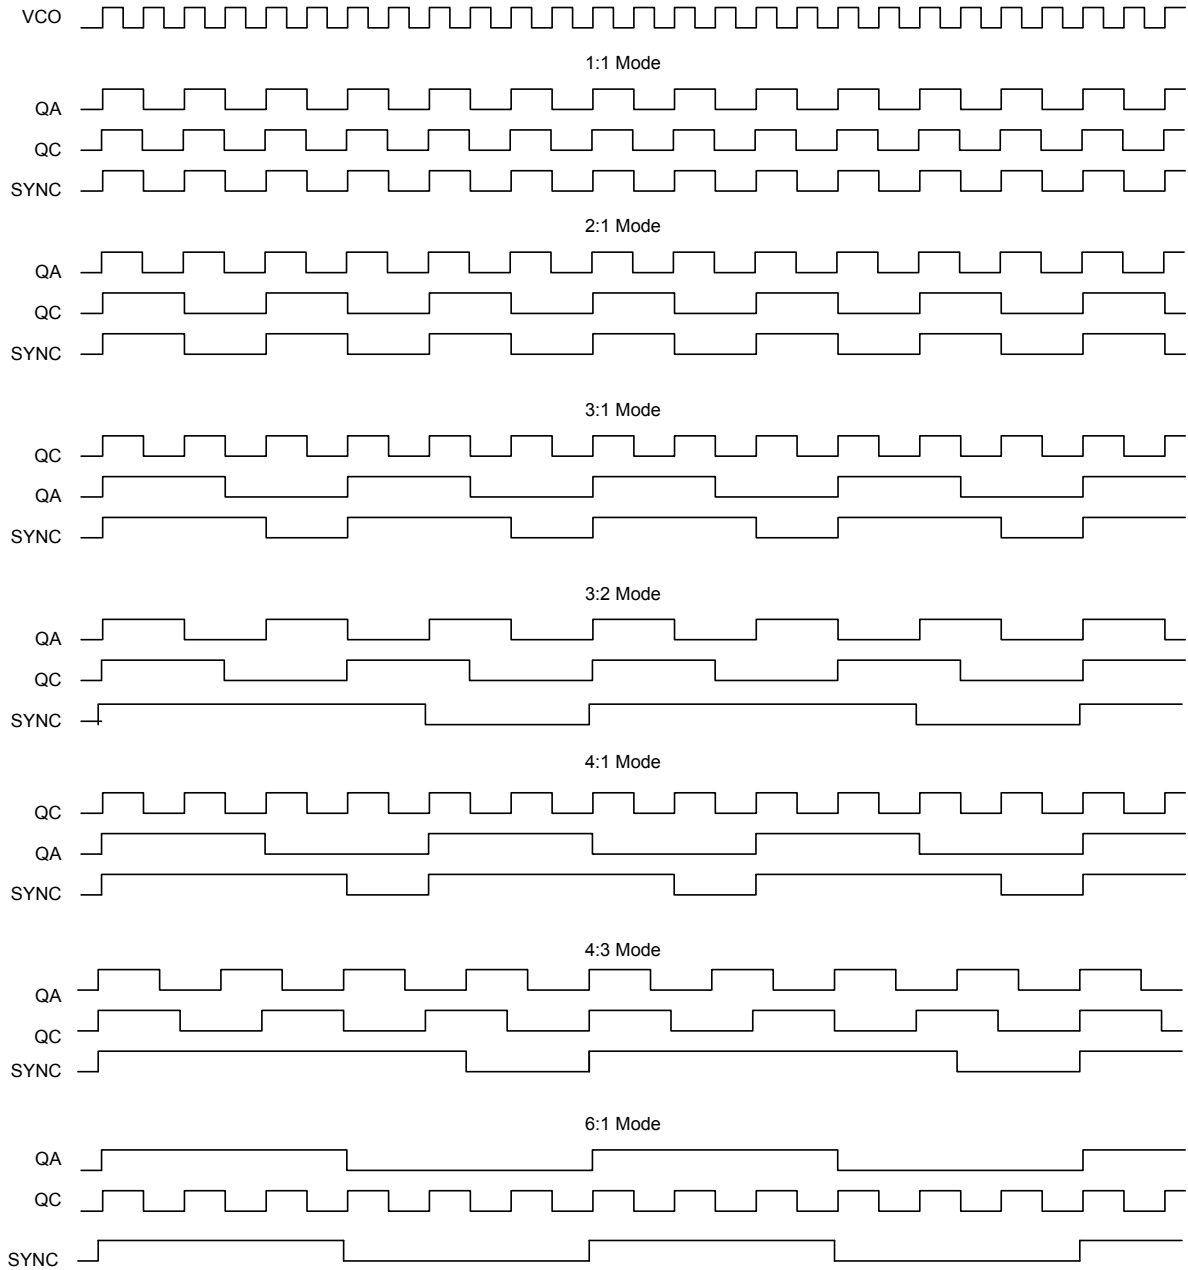 VCO
1:1 Mode
QA
QC
SYNC
2:1 Mode
QA
QC
SYNC
3:1 Mode
QC
QA
SYNC
3:2 Mode
QA
QC
SYNC
4:1 Mode
QC
QA
SYNC
4:3 Mode
QA
QC
SYNC
6:1 Mode
QA
QC
SYNC